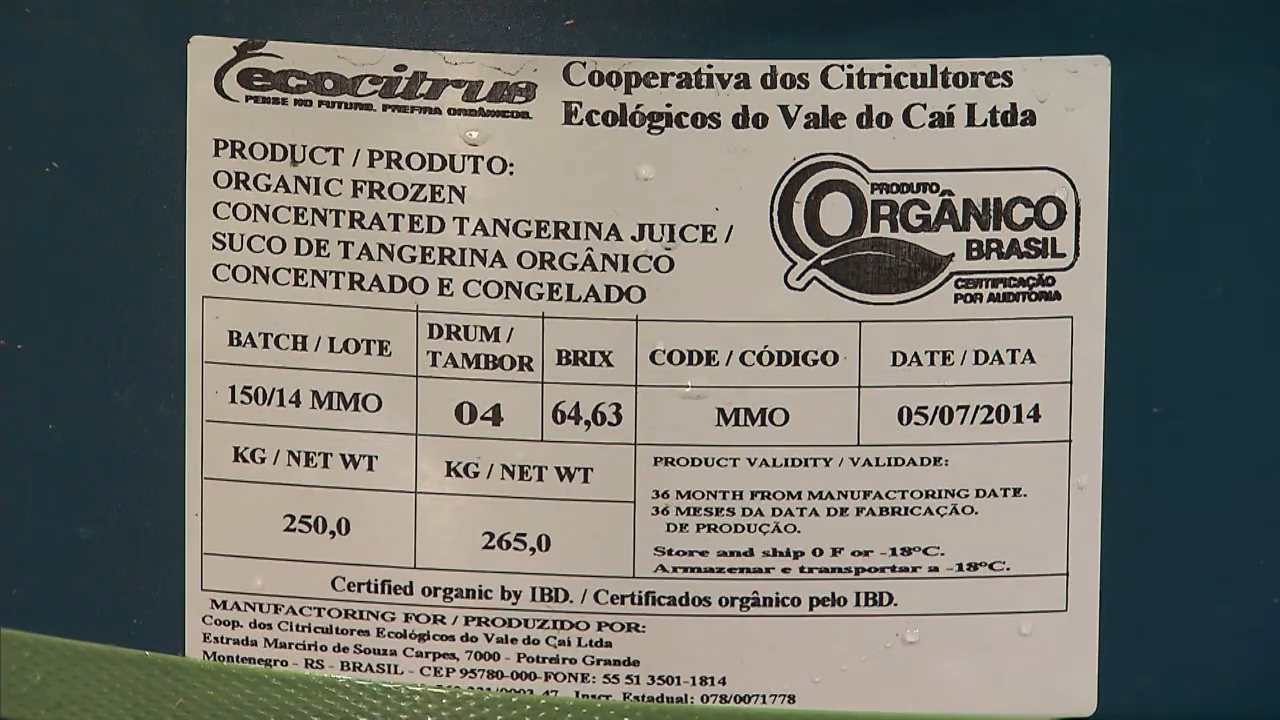 ecocitrus
PENSE NO FUTURO. PREFIRA ORGÂNICOS.
Cooperativa dos Citricultores
Ecológicos do Vale do Caí Ltda
PRODUCT / PRODUTO:
ORGANIC FROZEN
CONCENTRATED TANGERINA JUICE /
SUCO DE TANGERINA ORGÂNICO
CONCENTRADO E CONGELADO
PRODUTO
ORGÂNICO
BRASIL
CERTIFICAÇÃO
POR AUDITORIA
BATCH / LOTE
DRUM /
TAMBOR
BRIX
CODE / CÓDIGO
DATE / DATA
150/14 MMO
04
64,63
MMO
05/07/2014
KG / NET WT
KG / NET WT
250,0
265,0
PRODUCT VALIDITY / VALIDADE:
36 MONTH FROM MANUFACTORING DATE.
36 MESES DA DATA DE FABRICAÇÃO.
DE PRODUÇÃO.
Store and ship 0 F or -18ºC.
Armazenar e transportar a -18ºC.
Certified organic by IBD. / Certificados orgânico pelo IBD.
MANUFACTORING FOR / PRODUZIDO POR:
Coop. dos Citricultores Ecológicos do Vale do Caí Ltda
Estrada Marcírio de Souza Carpes, 7000 - Potreiro Grande
Montenegro - RS - BRASIL - CEP 95780-000-FONE: 55 51 3501-1814
Inscr. Estadual: 078/0071778